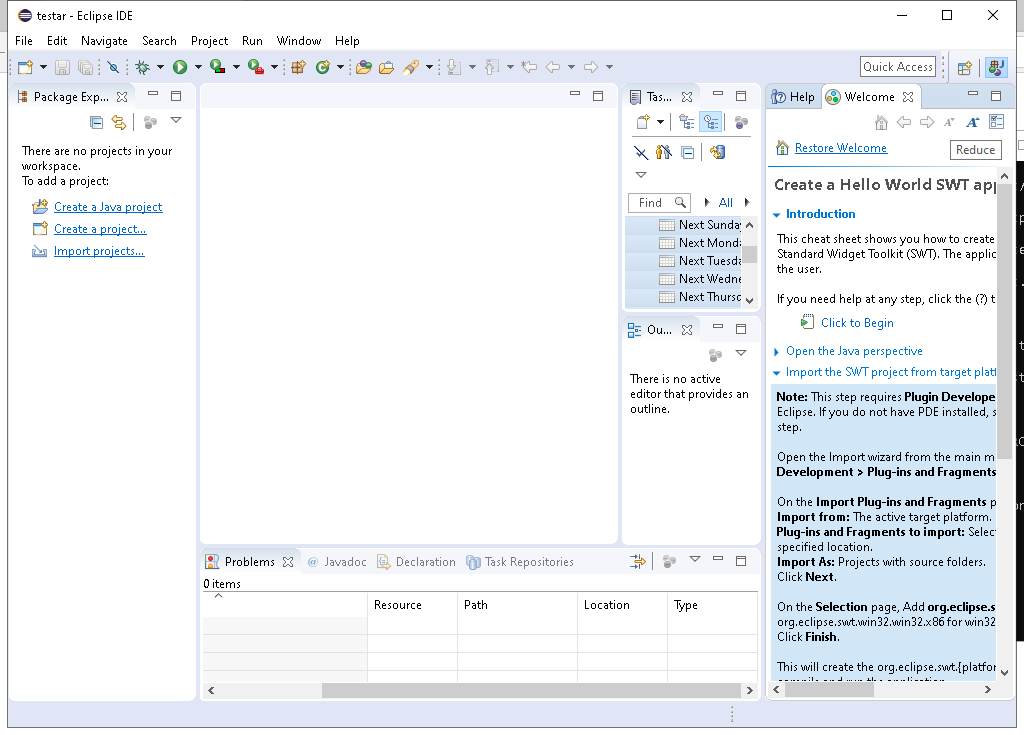 testar - Eclipse IDE
File Edit Navigate Search Project Run Window Help
Quick Access
Package Exp...
There are no projects in your
workspace.
To add a project:
Create a Java project
Create a project...
Import projects...
Tas...
Find
All
Next Sunday
Next Monda
Next Tuesda
Next Wedne
Next Thursd
Ou...
There is no active
editor that provides an
outline.
Help
Welcome
Restore Welcome
Reduce
Create a Hello World SWT app
Introduction
This cheat sheet shows you how to create
Standard Widget Toolkit (SWT). The applic
the user.
If you need help at any step, click the (?) t
Click to Begin
Open the Java perspective
Import the SWT project from target platf
Note: This step requires Plugin Develope
Eclipse. If you do not have PDE installed, s
step.
Open the Import wizard from the main m
Development > Plug-ins and Fragments
On the Import Plug-ins and Fragments p
Import from: The active target platform.
Plug-ins and Fragments to import: Selec
specified location.
Import As: Projects with source folders.
Click Next.
On the Selection page, Add org.eclipse.s
org.eclipse.swt.win32.win32.x86 for win32
Click Finish.
This will create the org.eclipse.swt.{platfor
compile and run the application.
Problems
@ Javadoc
Declaration
Task Repositories
0 items
Resource Path Location Type